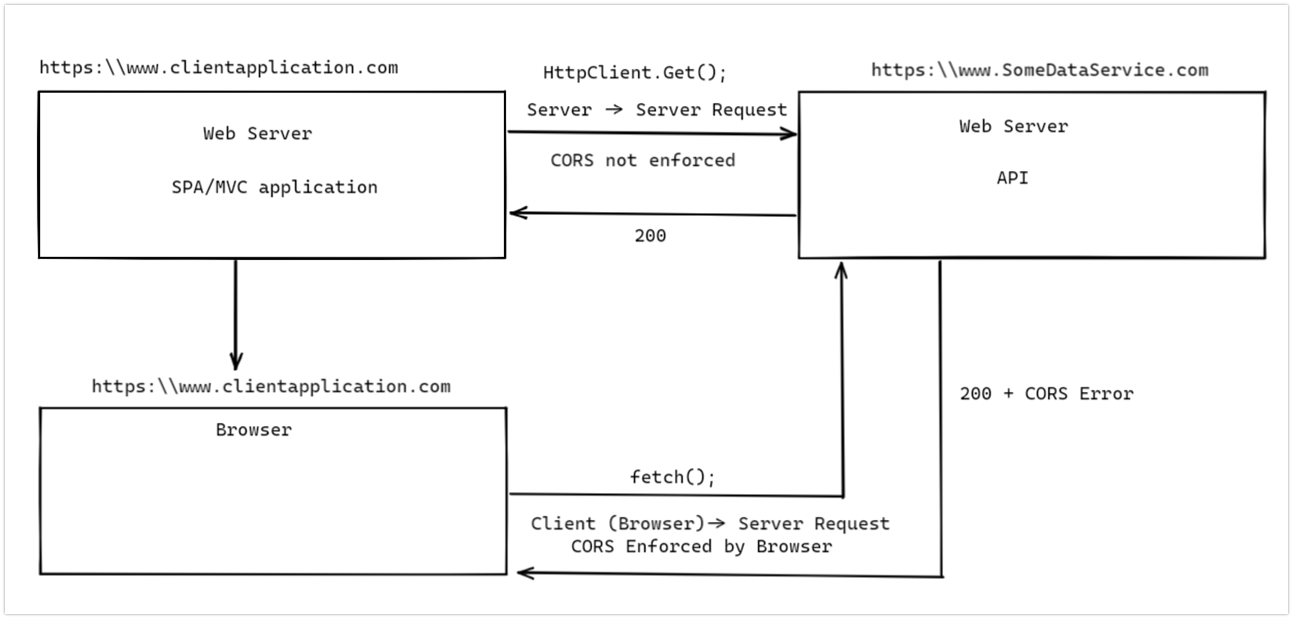 https:\\www.clientapplication.com
HttpClient.Get();
https:\\www.SomeDataService.com
Server → Server Request
Web Server
Web Server
CORS not enforced
SPA/MVC application
API
200
https:\\www.clientapplication.com
200 + CORS Error
Browser
fetch();
Client (Browser)→ Server Request
CORS Enforced by Browser